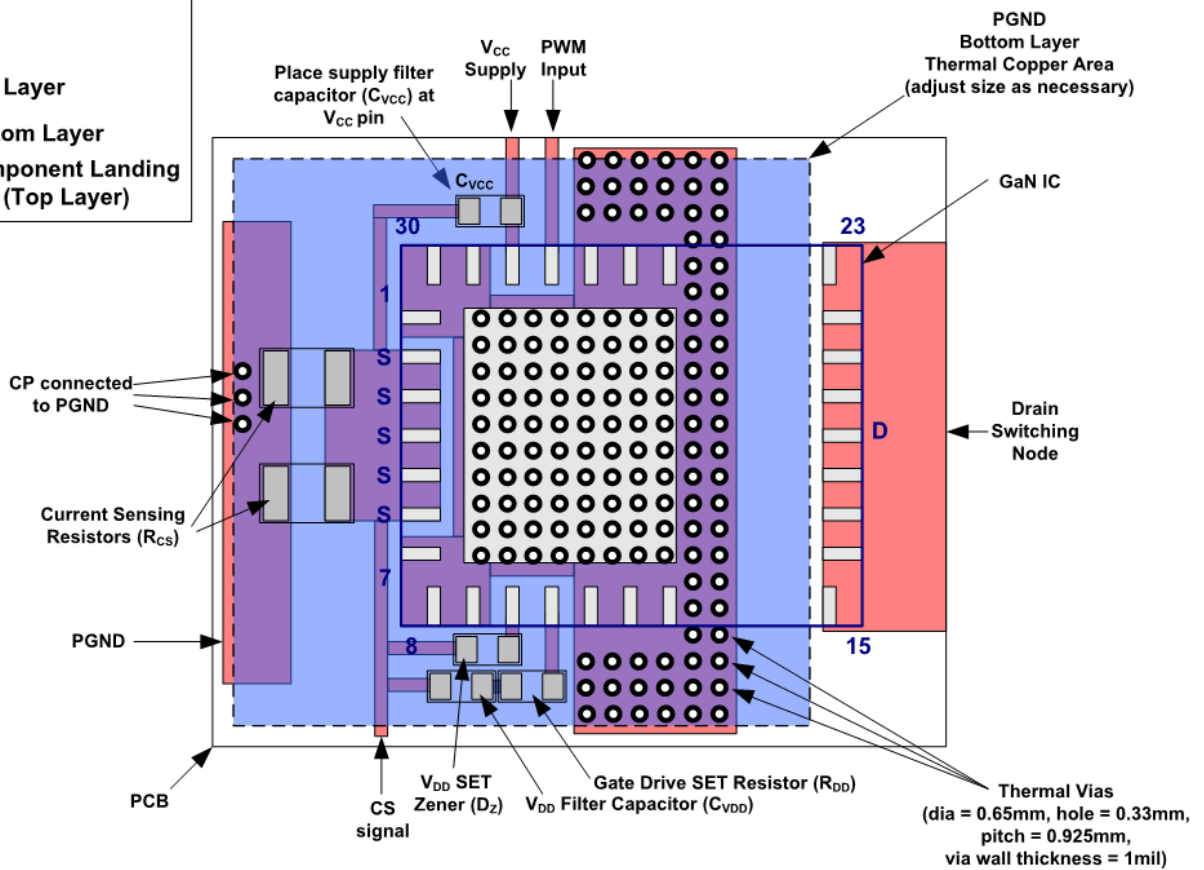 Layer
om Layer
ponent Landing
(Top Layer)
Place supply filter
capacitor (CVCC) at
VCC pin
VCC
Supply
PWM
Input
PGND
Bottom Layer
Thermal Copper Area
(adjust size as necessary)
GaN IC
CVCC
30
23
1
S
S
S
S
S
7
8
15
D
CP connected
to PGND
Current Sensing
Resistors (RCS)
PGND
PCB
CS
signal
VDD SET
Zener (DZ)
VDD Filter Capacitor (CVDD)
Gate Drive SET Resistor (RDD)
Drain
Switching
Node
Thermal Vias
(dia = 0.65mm, hole = 0.33mm,
pitch = 0.925mm,
via wall thickness = 1mil)